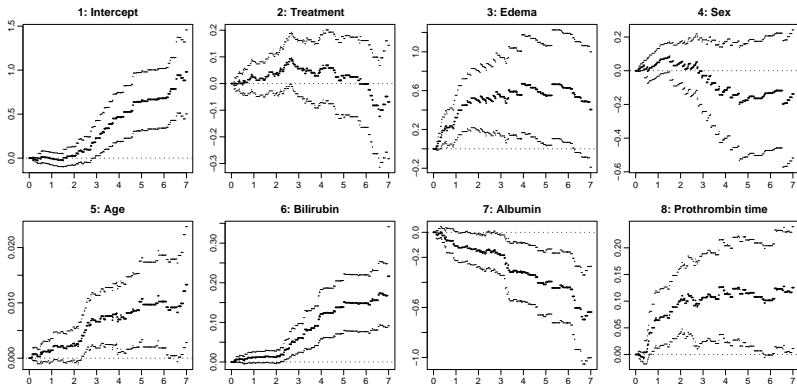 1: Intercept
2: Treatment
3: Edema
4: Sex
1.5
1.0
0.5
0.0
0 1 2 3 4 5 6 7
0.2
0.1
0.0
−0.1
−0.2
−0.3
0 1 2 3 4 5 6 7
1.0
0.6
0.2
−0.2
0 1 2 3 4 5 6 7
0.2
0.0
−0.2
−0.4
−0.6
0 1 2 3 4 5 6 7
5: Age
6: Bilirubin
7: Albumin
8: Prothrombin time
0.020
0.010
0.000
0 1 2 3 4 5 6 7
0.30
0.20
0.10
0.00
0 1 2 3 4 5 6 7
0.0
−0.2
−0.6
−1.0
0 1 2 3 4 5 6 7
0.20
0.15
0.10
0.05
0.00
0 1 2 3 4 5 6 7